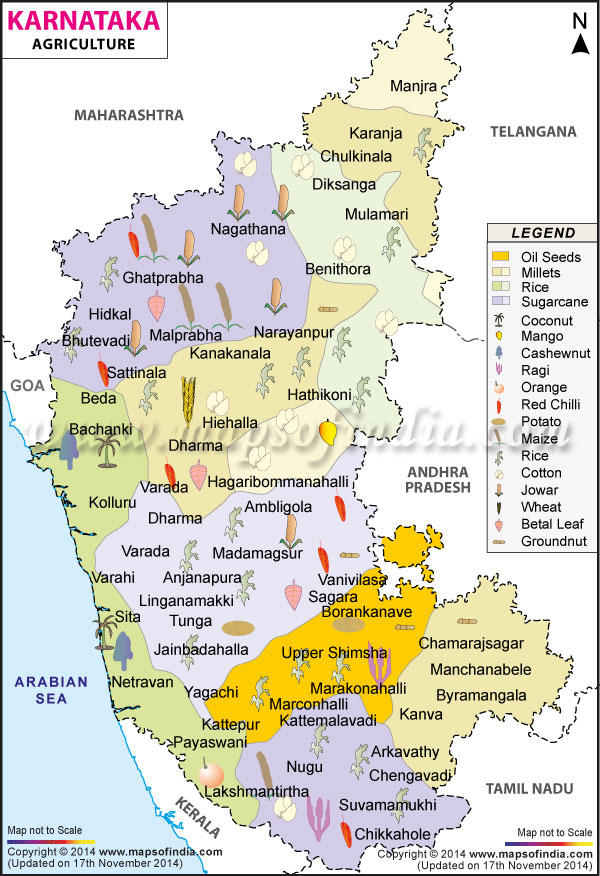 KARNATAKA
AGRICULTURE
N
MAHARASHTRA
TELANGANA
Manjra
Karanja
Chulkinala
Diksanga
Mulamari
Nagathana
Benithora
Ghatprabha
Hidkal
Bhutevadj
Malprabha
Narayanpur
Kanakanala
Sattinala
GOA
Beda
Hathikoni
Bachanki
Hiehalla
Dharma
www.mapsofindia.com
Hagaribommanahalli
ANDHRA
PRADESH
Varada
Kolluru
Dharma
Ambligola
Varada
Madamagsur
Varahi
Anjanapura
Vanivilasa
Linganamakki
Sagara
Sita
Tunga
Borankanave
Jainbadahalla
Chamarajsagar
Upper Shimsha
ARABIAN
SEA
Netravan
Manchanabele
Yagachi
Marakonahalli
Byramangala
Marconhalli
Kattepur
Kattemalavadi
Kanva
Payaswani
Arkavathy
Nugu
Chengavadi
Lakshmantirtha
TAMIL NADU
KERALA
Suvamamukhi
Chikkahole
LEGEND
Oil Seeds
Millets
Rice
Sugarcane
Coconut
Mango
Cashewnut
Ragi
Orange
Red Chilli
Potato
Maize
Rice
Cotton
Jowar
Wheat
Betal Leaf
Groundnut
Map not to Scale
Copyright © 2014 www.mapsofindia.com
(Updated on 17th November 2014)
Map not to Scale
Copyright © 2014 www.mapsofindia.com
(Updated on 17th November 2014)